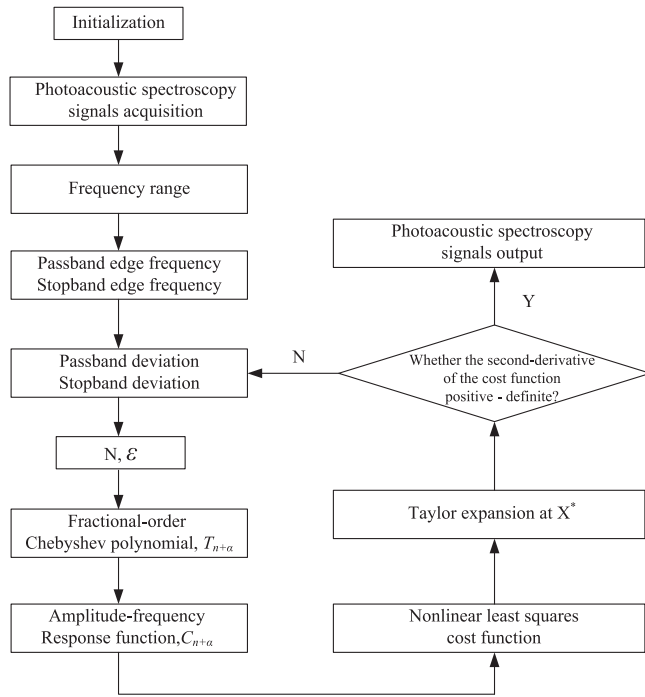 Initialization
Photoacoustic spectroscopy
signals acquisition
Frequency range
Passband edge frequency
Stopband edge frequency
Passband deviation
Stopband deviation
N, ε
Fractional-order
Chebyshev polynomial, Tn+α
Amplitude-frequency
Response function,Cn+α
Nonlinear least squares
cost function
Taylor expansion at X*
Whether the second-derivative
of the cost function
positive - definite?
N
Y
Photoacoustic spectroscopy
signals output